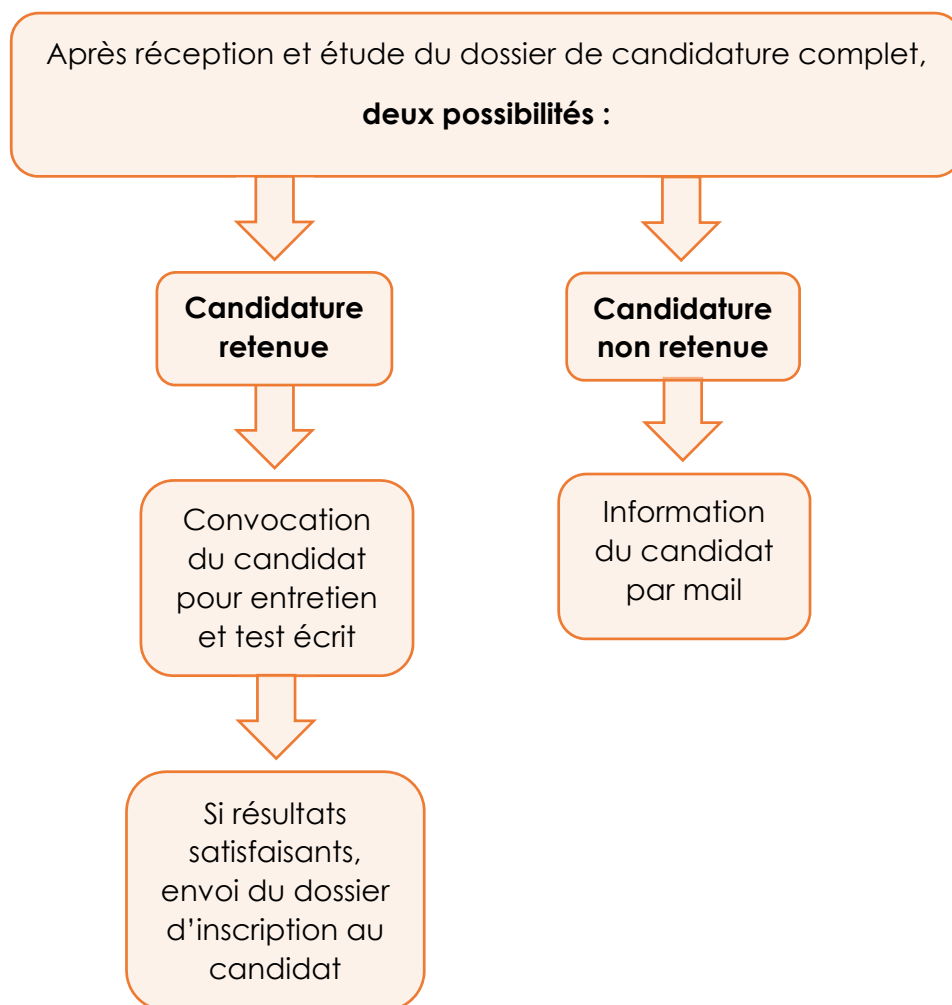 Après réception et étude du dossier de candidature complet,
deux possibilités :
Candidature
retenue
Candidature
non retenue
Convocation
du candidat
pour entretien
et test écrit
Information
du candidat
par mail
Si résultats
satisfaisants,
envoi du dossier
d’inscription au
candidat